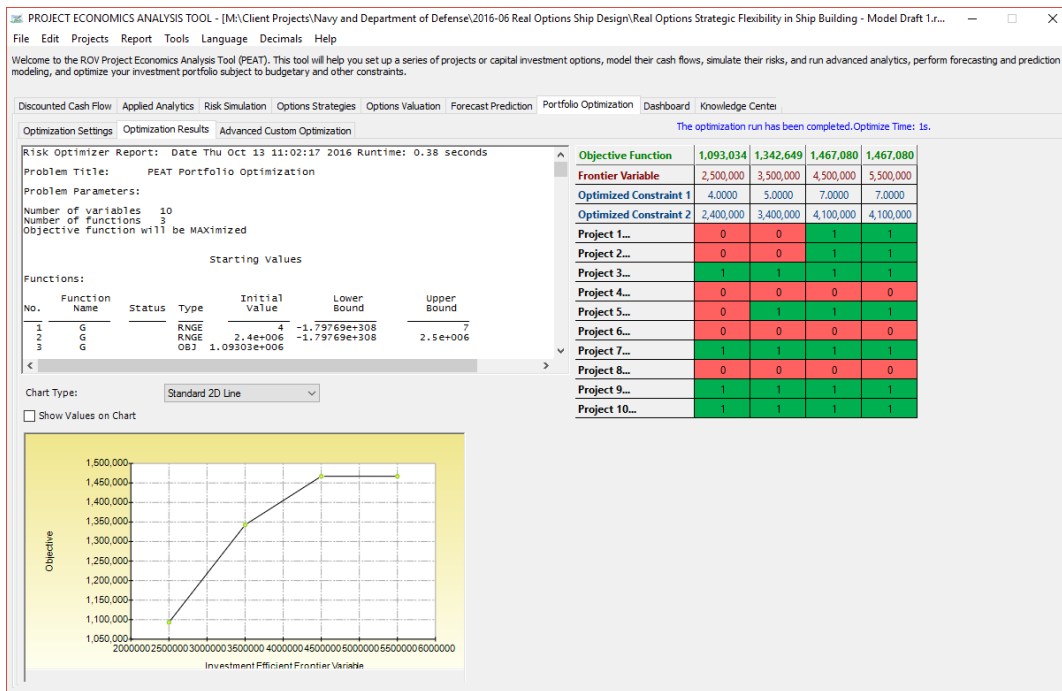 PROJECT ECONOMICS ANALYSIS TOOL - [M:\Client Projects\Navy and Department of Defense\2016-06 Real Options Ship Design\Real Options Strategic Flexibility in Ship Building - Model Draft 1.r...
File Edit Projects Report Tools Language Decimals Help
Welcome to the ROV Project Economics Analysis Tool (PEAT). This tool will help you set up a series of projects or capital investment options, model their cash flows, simulate their risks, and run advanced analytics, perform forecasting and prediction
modeling, and optimize your investment portfolio subject to budgetary and other constraints.
Discounted Cash Flow Applied Analytics Risk Simulation Options Strategies Options Valuation Forecast Prediction Portfolio Optimization Dashboard Knowledge Center
Optimization Settings Optimization Results Advanced Custom Optimization
The optimization run has been completed.Optimize Time: 1s.
Risk Optimizer Report: Date Thu Oct 13 11:02:17 2016 Runtime: 0.38 seconds
Problem Title: PEAT Portfolio Optimization
Problem Parameters:
Number of variables 10
Number of functions 3
Objective function will be MAXimized
Starting Values
Functions:
Function Initial Lower Upper
No. Name Status Type Value Bound Bound
1 G RNGE 4 -1.79769e+308 7
2 G RNGE 2.4e+006 -1.79769e+308 2.5e+006
3 G OBJ 1.09303e+006
Objective Function 1,093,034 1,342,649 1,467,080 1,467,080
Frontier Variable 2,500,000 3,500,000 4,500,000 5,500,000
Optimized Constraint 1 4.0000 5.0000 7.0000 7.0000
Optimized Constraint 2 2,400,000 3,400,000 4,100,000 4,100,000
Project 1... 0 0 1 1
Project 2... 0 0 1 1
Project 3... 1 1 1 1
Project 4... 0 0 0 0
Project 5... 0 1 1 1
Project 6... 0 0 0 0
Project 7... 1 1 1 1
Project 8... 0 0 0 0
Project 9... 1 1 1 1
Project 10... 1 1 1 1
Chart Type: Standard 2D Line
Show Values on Chart
1,500,000
1,450,000
1,400,000
1,350,000
1,300,000
1,250,000
1,200,000
1,150,000
1,100,000
1,050,000
Objective
2000000 2500000 3000000 3500000 4000000 4500000 5000000 5500000 6000000
Investment Efficient Frontier Variable